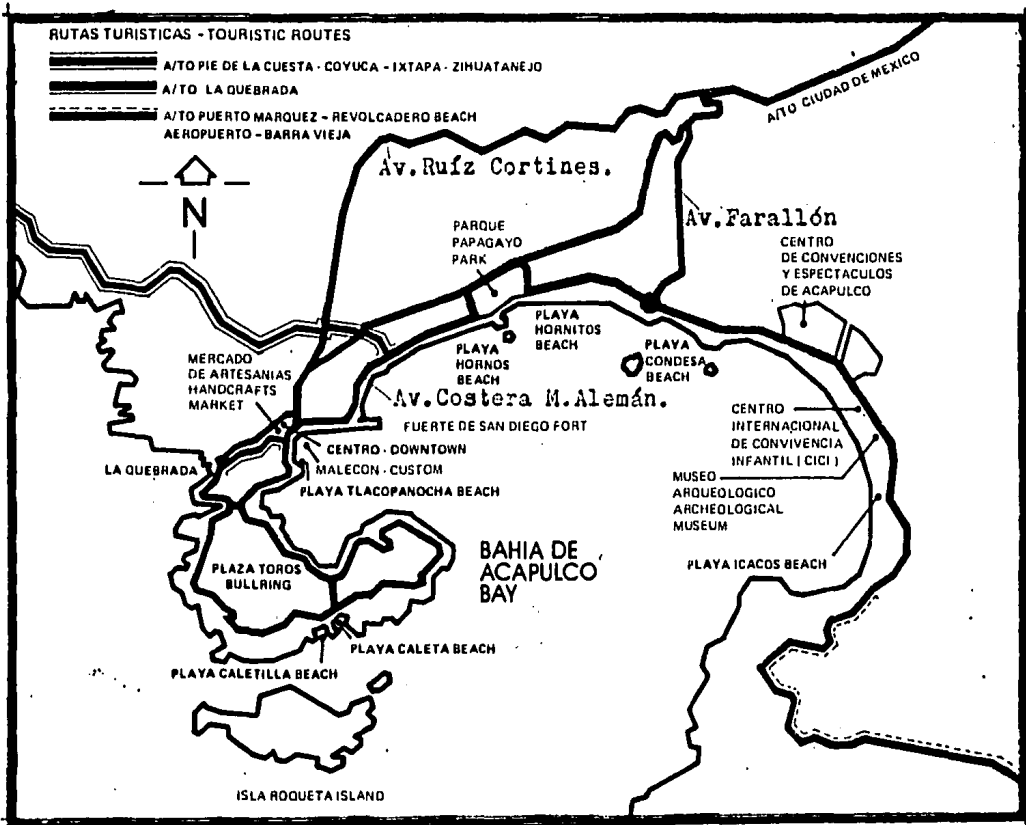 RUTAS TURISTICAS - TOURISTIC ROUTES
A/TO PIE DE LA CUESTA - COYUCA - IXTAPA - ZIHUATANEJO
A/TO LA QUEBRADA
A/TO PUERTO MARQUEZ - REVOLCADERO BEACH
AEROPUERTO - BARRA VIEJA
A/TO CIUDAD DE MEXICO
N
Av.Ruíz Cortines.
Av.Farallón
PARQUE
PAPAGAYO
PARK
CENTRO
DE CONVENCIONES
Y ESPECTACULOS
DE ACAPULCO
PLAYA
HORNITOS
BEACH
PLAYA
HORNOS
BEACH
PLAYA
CONDESA
BEACH
MERCADO
DE ARTESANIAS
HANDCRAFTS
MARKET
Av.Costera M.Alemán.
FUERTE DE SAN DIEGO FORT
CENTRO - DOWNTOWN
MALECON - CUSTOM
PLAYA TLACOPANOCHA BEACH
LA QUEBRADA
CENTRO
INTERNACIONAL
DE CONVIVENCIA
INFANTIL ( CICI )
MUSEO
ARQUEOLOGICO
ARCHEOLOGICAL
MUSEUM
PLAYA ICACOS BEACH
BAHIA DE
ACAPULCO
BAY
PLAZA TOROS
BULLRING
PLAYA CALETA BEACH
PLAYA CALETILLA BEACH
ISLA ROQUETA ISLAND